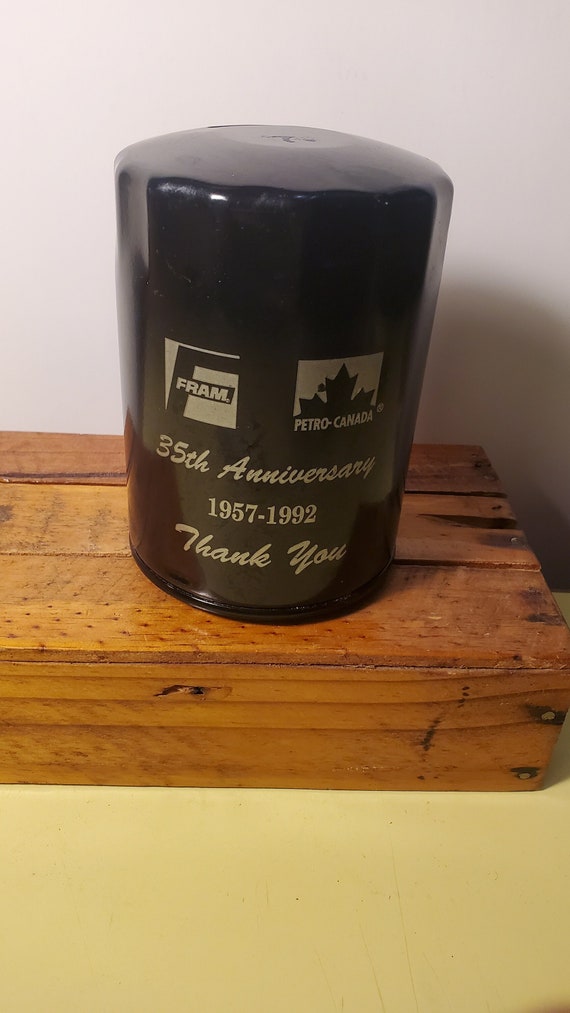 FRAM®
PETRO-CANADA®
35th Anniversary
1957-1992
Thank You